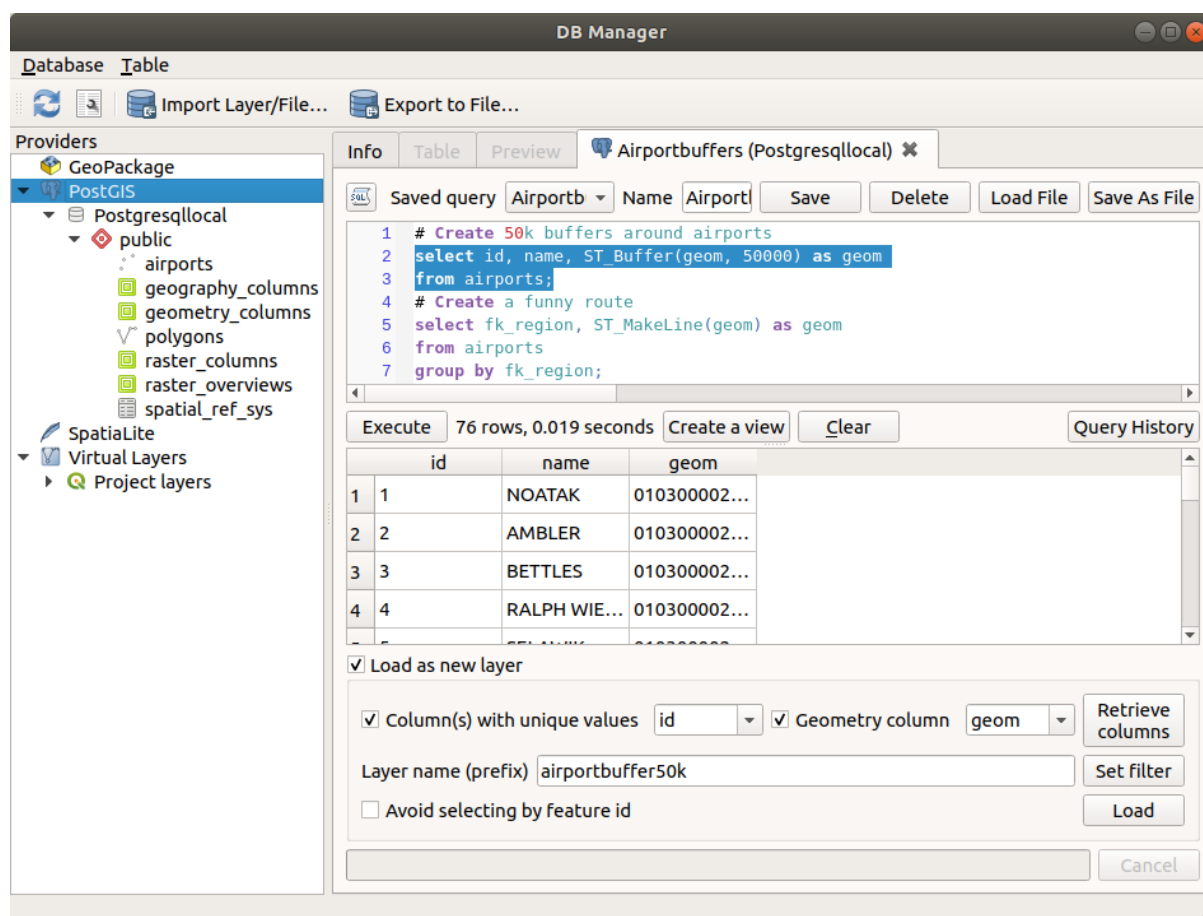 DB Manager
Database Table
Import Layer/File... Export to File...
Providers
GeoPackage
PostGIS
Postgresqllocal
public
airports
geography_columns
geometry_columns
polygons
raster_columns
raster_overviews
spatial_ref_sys
SpatiaLite
Virtual Layers
Project layers
Info Table Preview Airportbuffers (Postgresqllocal)
SQL Saved query Airportb Name Airportl Save Delete Load File Save As File
1 # Create 50k buffers around airports
2 select id, name, ST_Buffer(geom, 50000) as geom
3 from airports;
4 # Create a funny route
5 select fk_region, ST_MakeLine(geom) as geom
6 from airports
7 group by fk_region;
Execute 76 rows, 0.019 seconds Create a view Clear Query History
id name geom
1 1 NOATAK 010300002...
2 2 AMBLER 010300002...
3 3 BETTLES 010300002...
4 4 RALPH WIE... 010300002...
Load as new layer
Column(s) with unique values id Geometry column geom Retrieve columns
Layer name (prefix) airportbuffer50k Set filter
Avoid selecting by feature id Load
Cancel